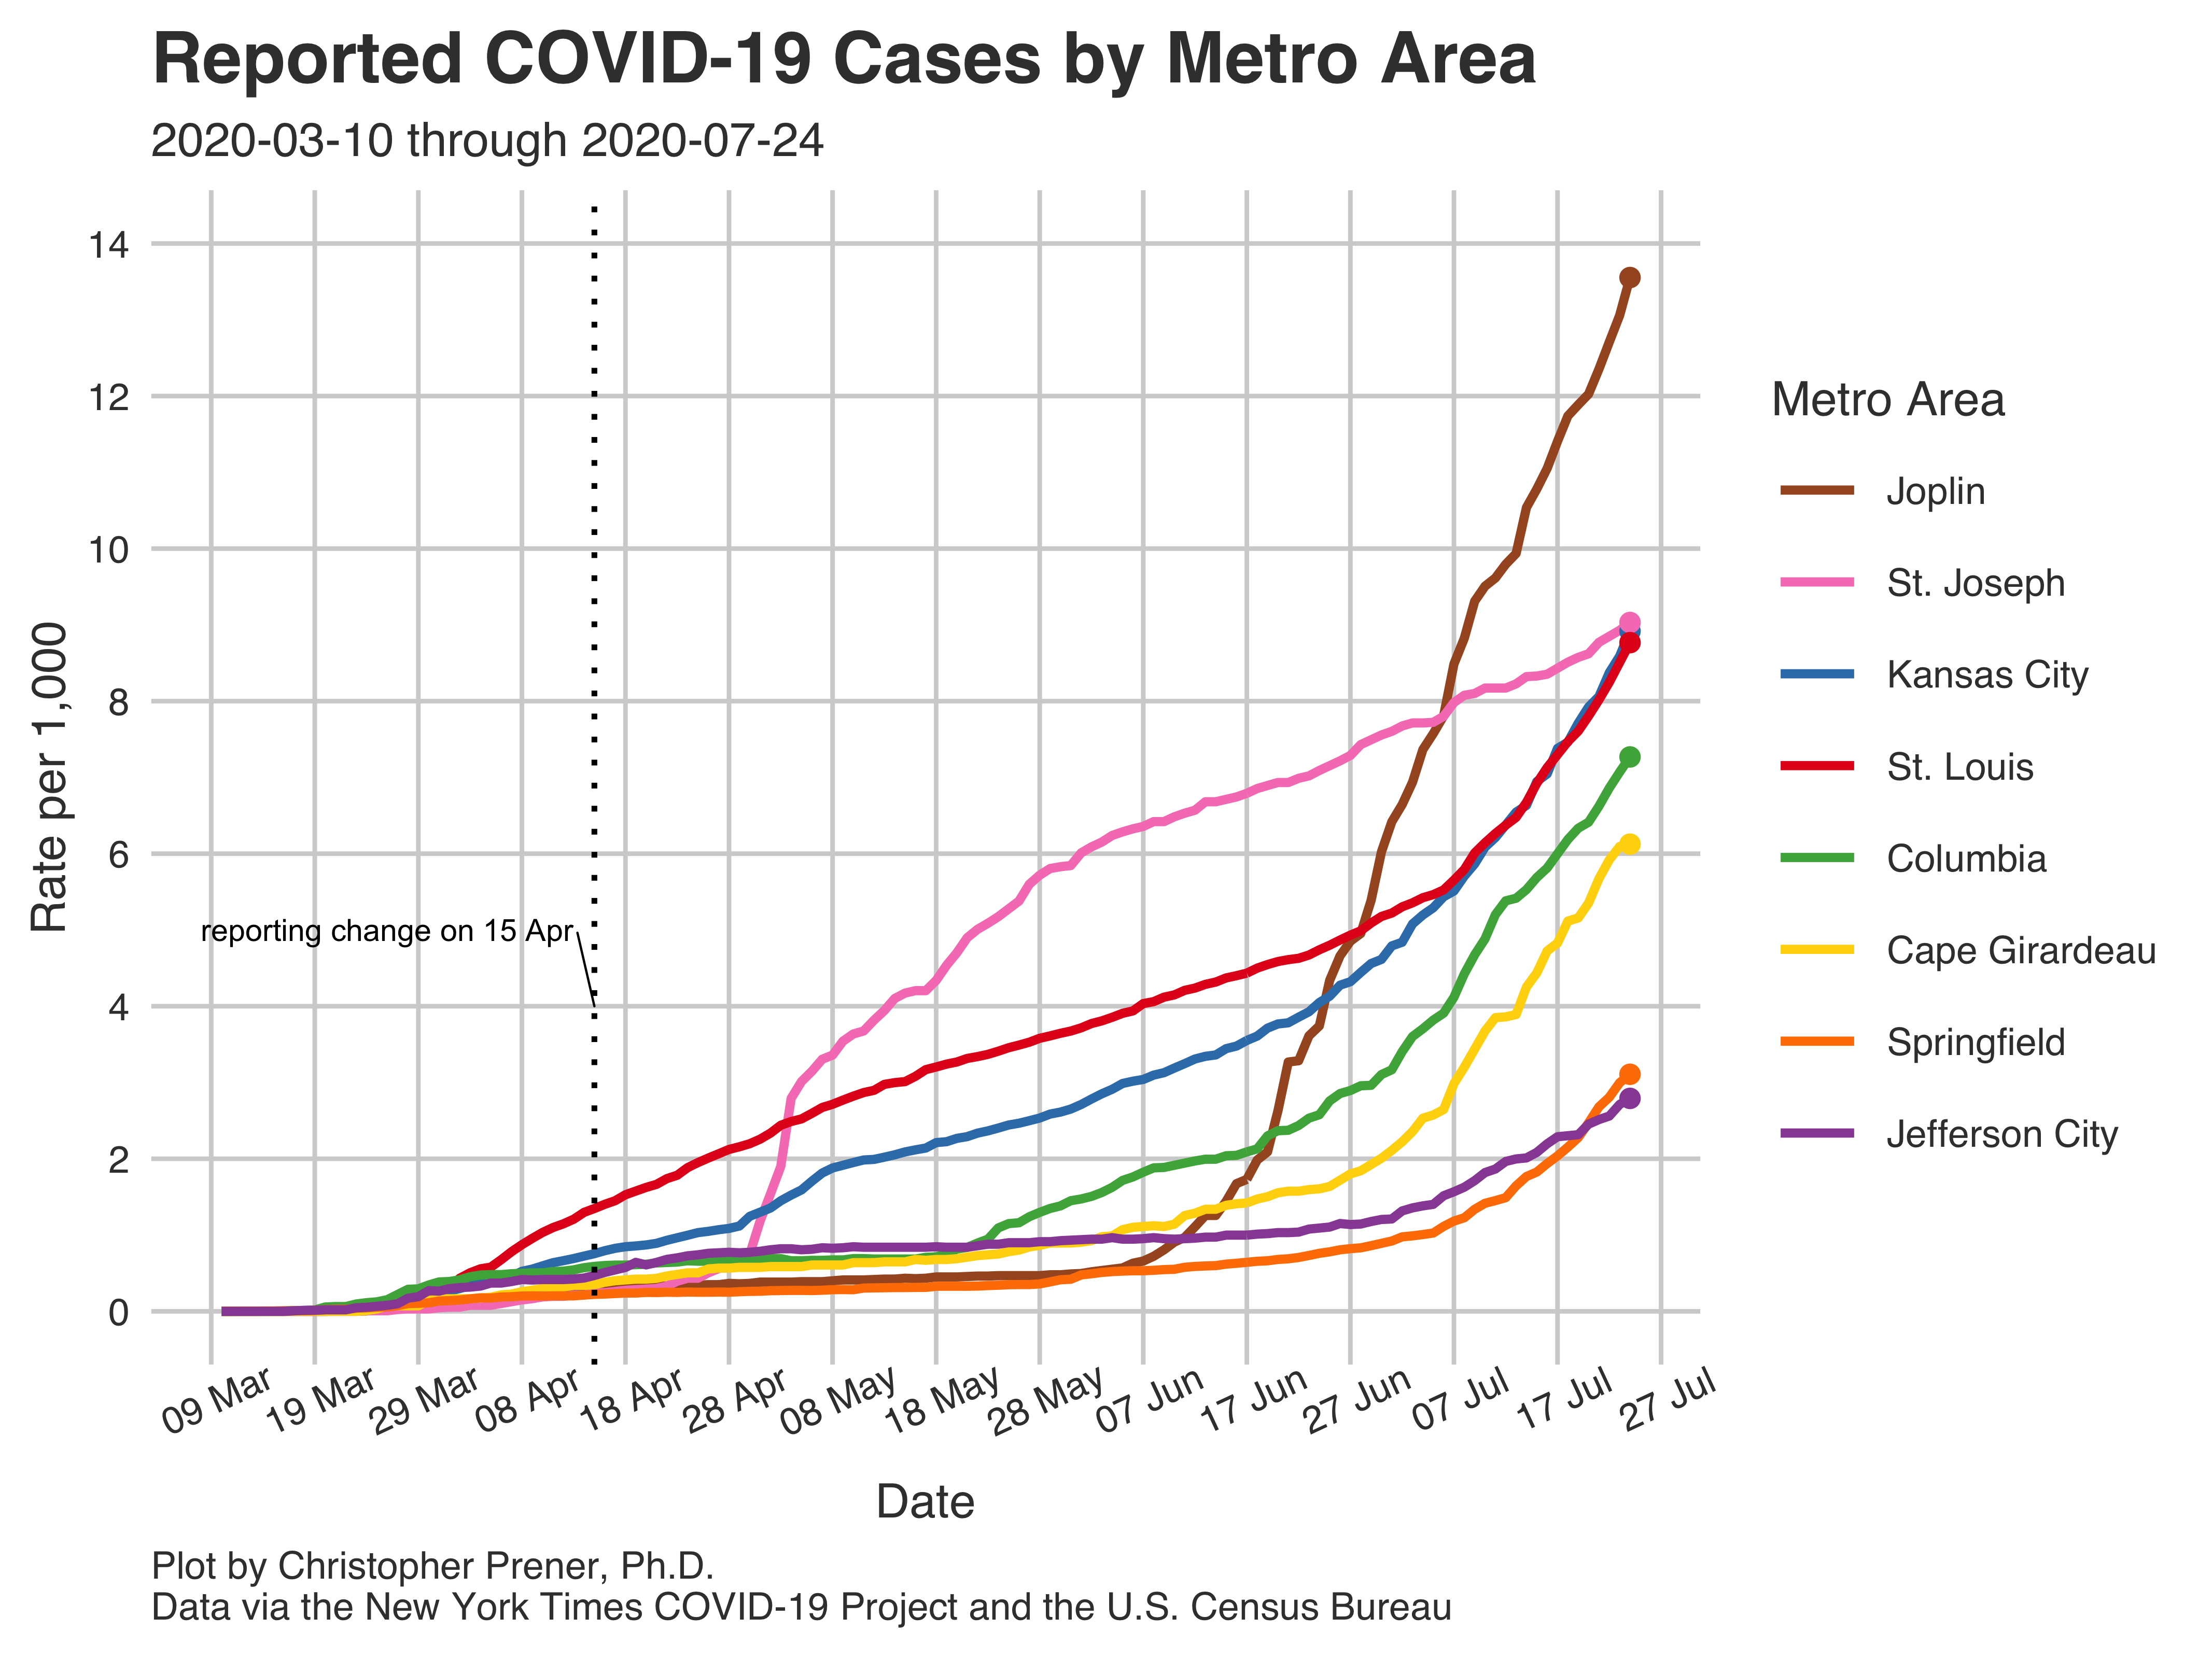 Reported COVID-19 Cases by Metro Area
2020-03-10 through 2020-07-24
14
12
10
8
6
4
2
0
Rate per 1,000
reporting change on 15 Apr
09 Mar
19 Mar
29 Mar
08 Apr
18 Apr
28 Apr
08 May
18 May
28 May
07 Jun
17 Jun
27 Jun
07 Jul
17 Jul
27 Jul
Date
Metro Area
Joplin
St. Joseph
Kansas City
St. Louis
Columbia
Cape Girardeau
Springfield
Jefferson City
Plot by Christopher Prener, Ph.D.
Data via the New York Times COVID-19 Project and the U.S. Census Bureau